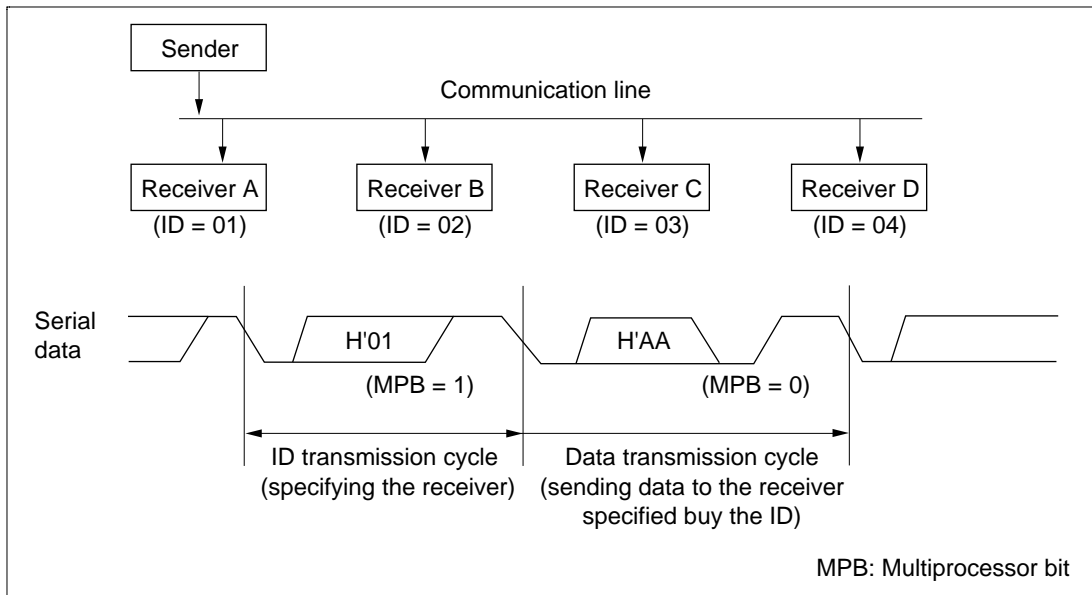 Sender
Communication line
Receiver A
Receiver B
Receiver C
Receiver D
(ID = 01)
(ID = 02)
(ID = 03)
(ID = 04)
Serial
data
H'01
H'AA
(MPB = 1)
(MPB = 0)
ID transmission cycle
(specifying the receiver)
Data transmission cycle
(sending data to the receiver
specified buy the ID)
MPB: Multiprocessor bit